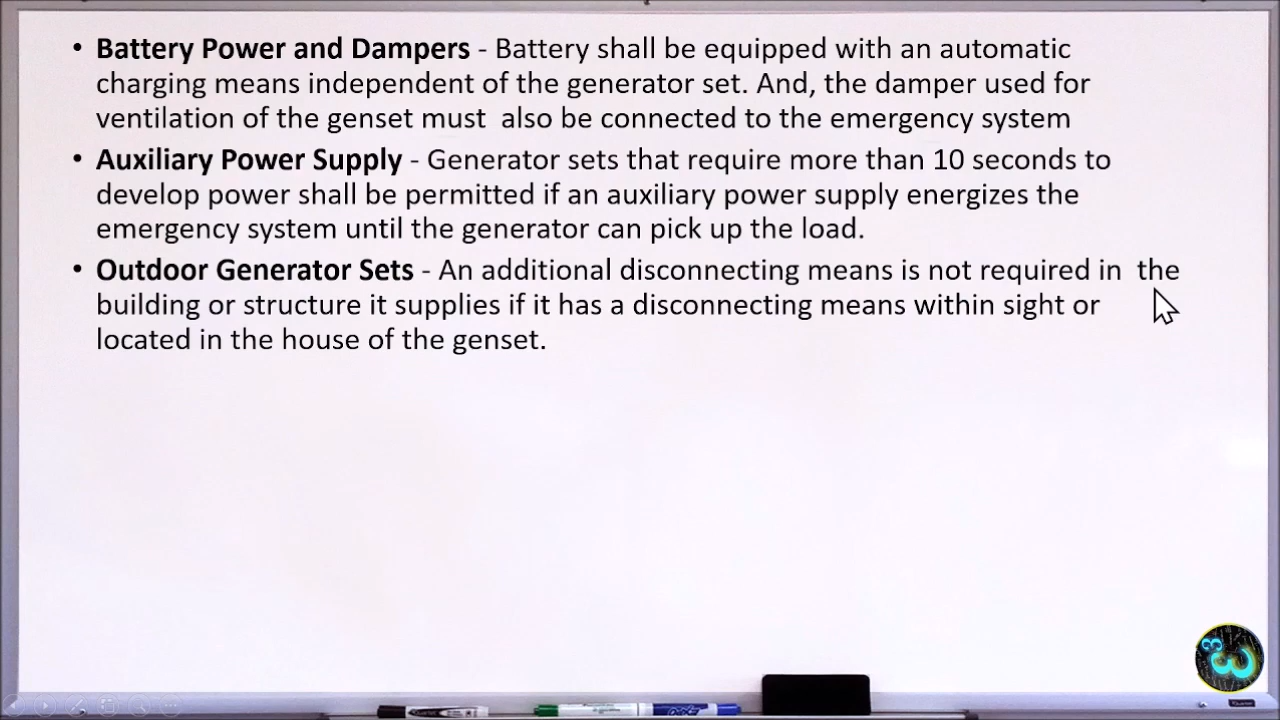 • Battery Power and Dampers - Battery shall be equipped with an automatic
charging means independent of the generator set. And, the damper used for
ventilation of the genset must also be connected to the emergency system
• Auxiliary Power Supply - Generator sets that require more than 10 seconds to
develop power shall be permitted if an auxiliary power supply energizes the
emergency system until the generator can pick up the load.
• Outdoor Generator Sets - An additional disconnecting means is not required in the
building or structure it supplies if it has a disconnecting means within sight or
located in the house of the genset.